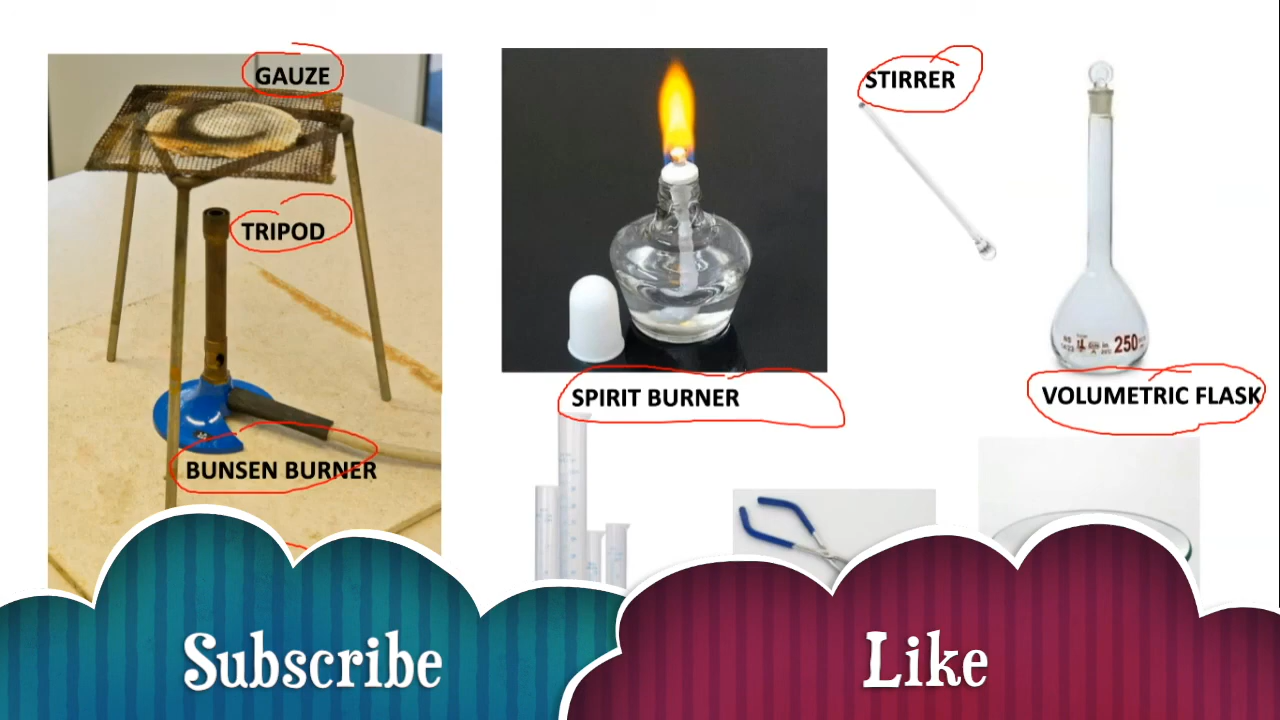 GAUZE
TRIPOD
BUNSEN BURNER
SPIRIT BURNER
STIRRER
250
VOLUMETRIC FLASK
Subscribe
Like